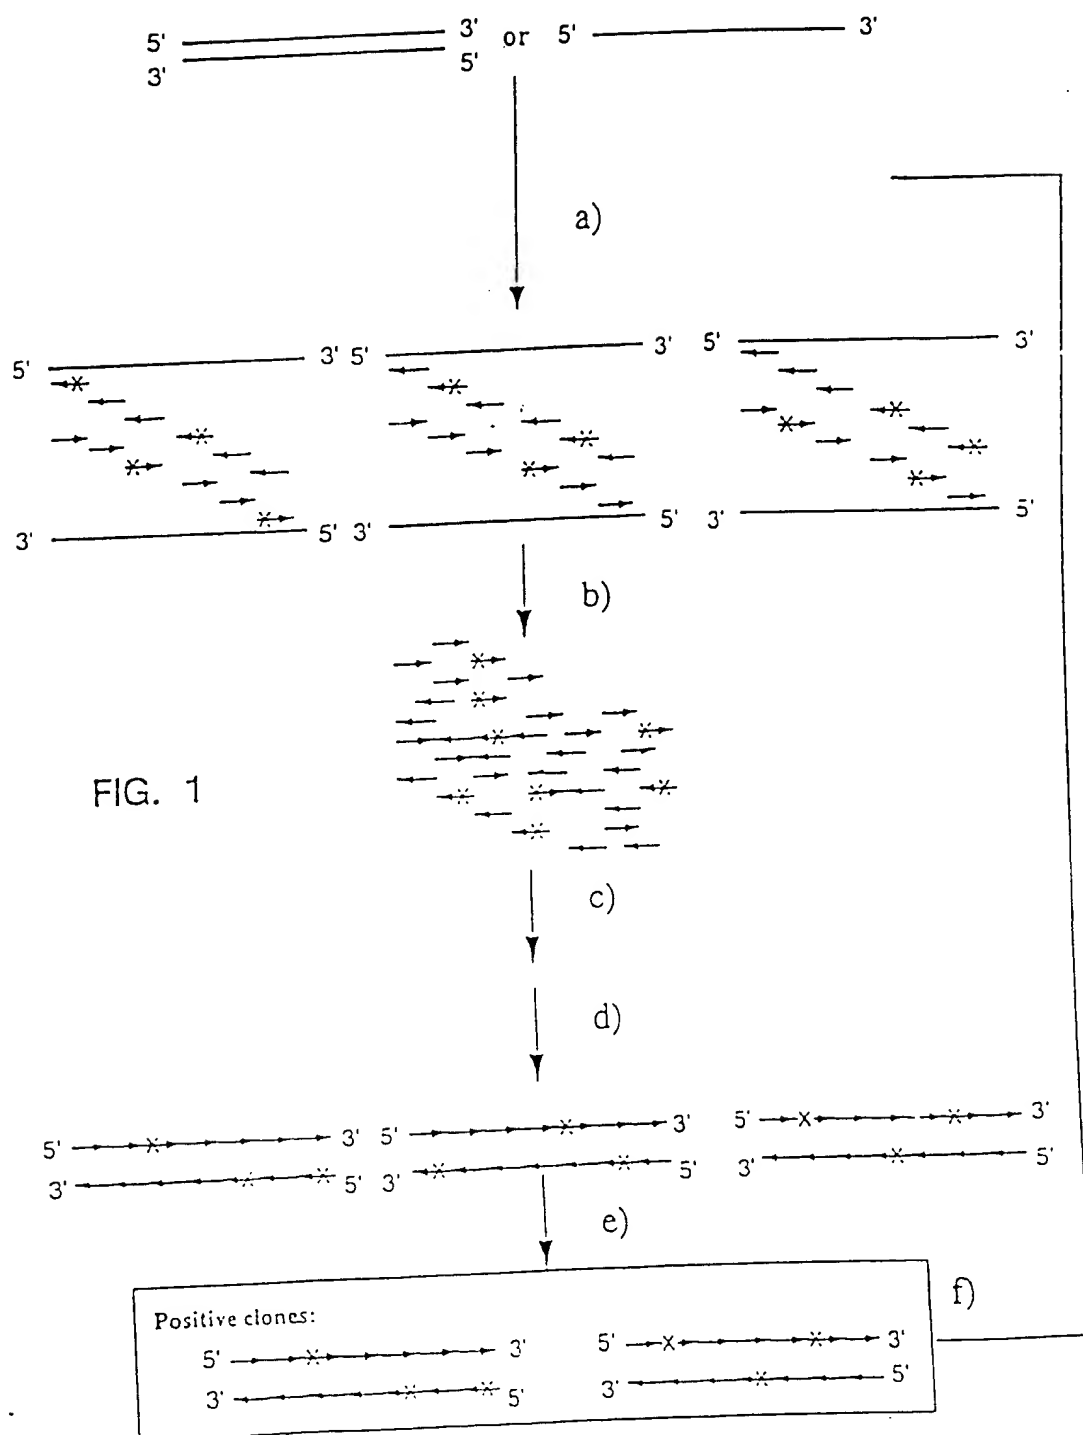 5' 3' or 5' 3'
3' 5'
a)
5' 3' 5' 3' 5' 3'
3' 5' 3' 5' 3' 5'
b)
FIG. 1
c)
d)
5' 3' 5' 3' 5' 3'
3' 5' 3' 5' 3' 5'
e)
f)
Positive clones:
5' 3' 5' 3'
3' 5' 3' 5'